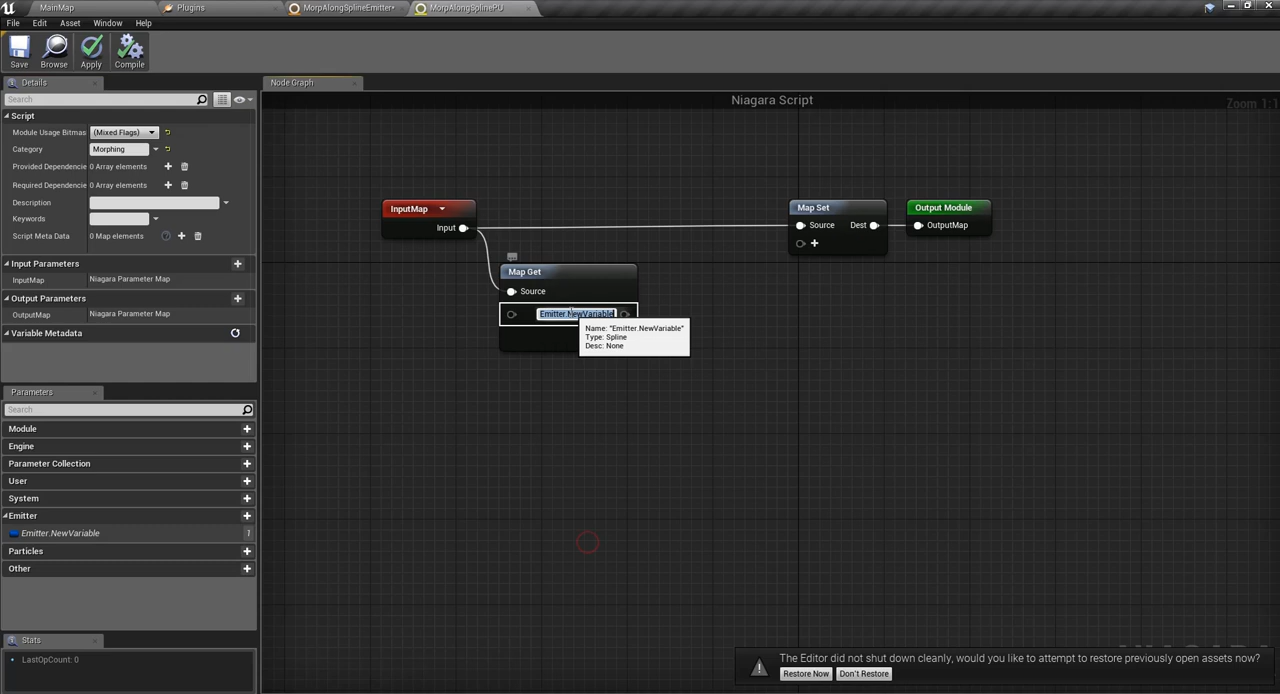 MainMap
Plugins
MorpAlongSplineEmitter*
MorpAlongSplinePU
File Edit Asset Window Help
Save Browse Apply Compile
Details
Node Graph
Search
Niagara Script
Zoom 1:1
Script
Module Usage Bitmas (Mixed Flags)
Category Morphing
Provided Dependencie 0 Array elements
Required Dependencie 0 Array elements
Description
Keywords
Script Meta Data 0 Map elements
Input Parameters
InputMap Niagara Parameter Map
Output Parameters
OutputMap Niagara Parameter Map
Variable Metadata
InputMap
Input
Map Get
Source
Emitter.NewVariable
Name: "Emitter.NewVariable"
Type: Spline
Desc: None
Map Set
Source Dest
Output Module
OutputMap
Parameters
Search
Module
Engine
Parameter Collection
User
System
Emitter
Emitter.NewVariable 1
Particles
Other
Stats
LastOpCount: 0
The Editor did not shut down cleanly, would you like to attempt to restore previously open assets now?
Restore Now Don't Restore